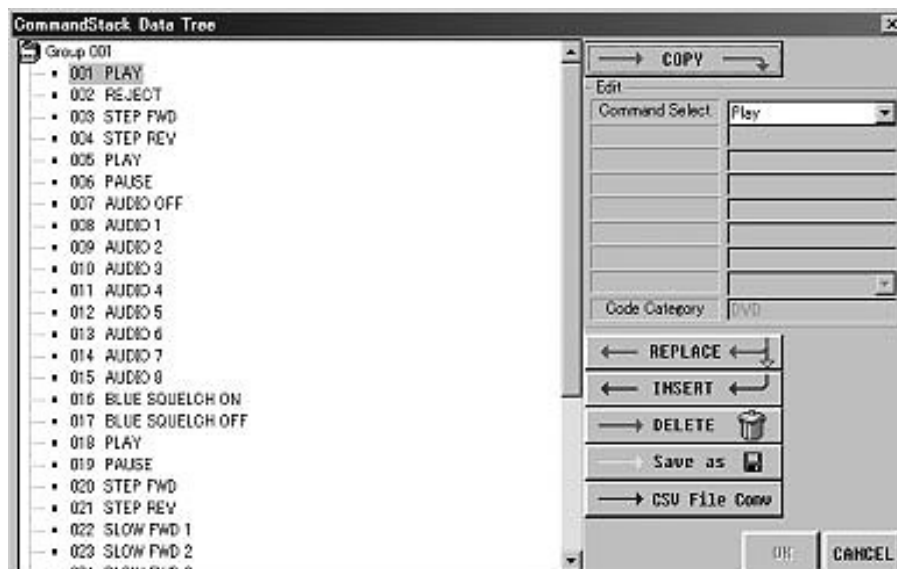 CommandStack Data Tree
Group 001
001 PLAY
002 REJECT
003 STEP FWD
004 STEP REV
005 PLAY
006 PAUSE
007 AUDIO OFF
008 AUDIO 1
009 AUDIO 2
010 AUDIO 3
011 AUDIO 4
012 AUDIO 5
013 AUDIO 6
014 AUDIO 7
015 AUDIO 8
016 BLUE SQUELCH ON
017 BLUE SQUELCH OFF
018 PLAY
019 PAUSE
020 STEP FWD
021 STEP REV
022 SLOW FWD 1
023 SLOW FWD 2
COPY
Edit
Command Select Play
Code Category DVD
REPLACE
INSERT
DELETE
Save as
CSV File Conv
OK CANCEL